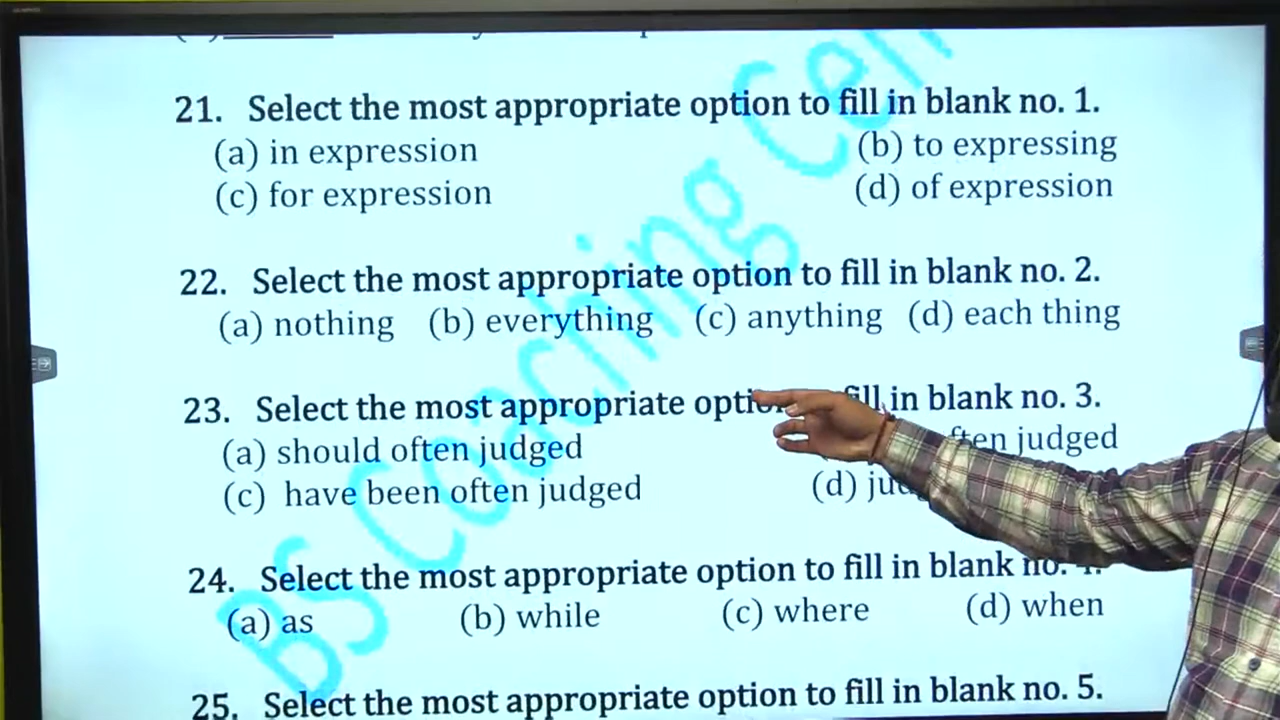 21. Select the most appropriate option to fill in blank no. 1.
(a) in expression (b) to expressing
(c) for expression (d) of expression
22. Select the most appropriate option to fill in blank no. 2.
(a) nothing (b) everything (c) anything (d) each thing
23. Select the most appropriate fill in blank no. 3.
(a) should often judged judged
(c) have been often judged (d)
24. Select the most appropriate option to fill in blank no.
(a) as (b) while (c) where (d) when
25. Select the most appropriate option to fill in blank no. 5.
BS Coaching